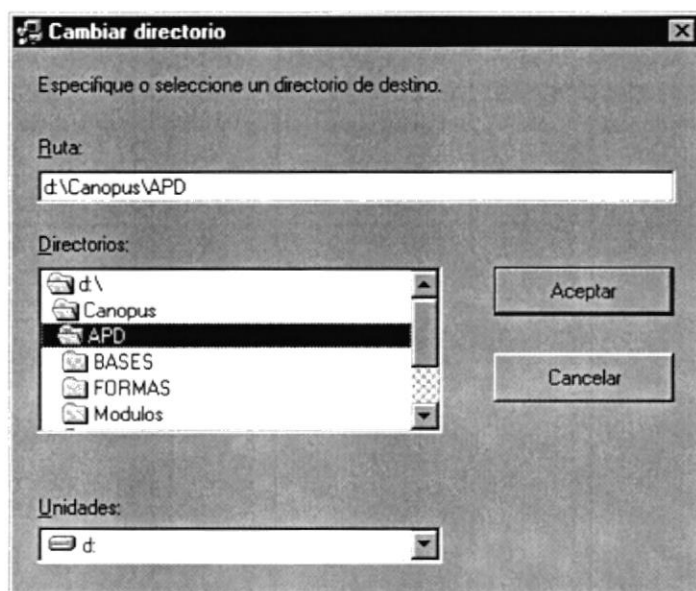 Cambiar directorio
Especifique o seleccione un directorio de destino.
Ruta:
d:\Canopus\APD
Directorios:
d:\
Canopus
APD
BASES
FORMAS
Modulos
Aceptar
Cancelar
Unidades:
d: